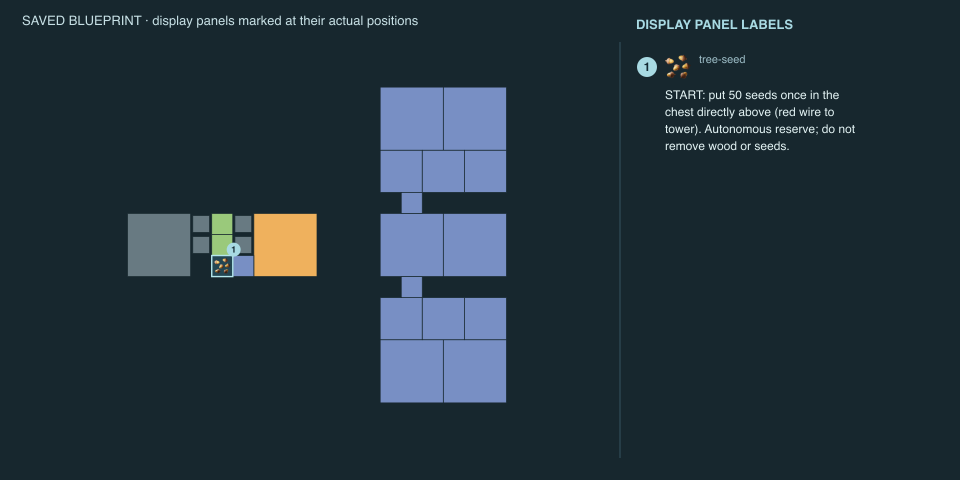 SAVED BLUEPRINT · display panels marked at their actual positions
DISPLAY PANEL LABELS
1
tree-seed
START: put 50 seeds once in the
chest directly above (red wire to
tower). Autonomous reserve; do not
remove wood or seeds.
1